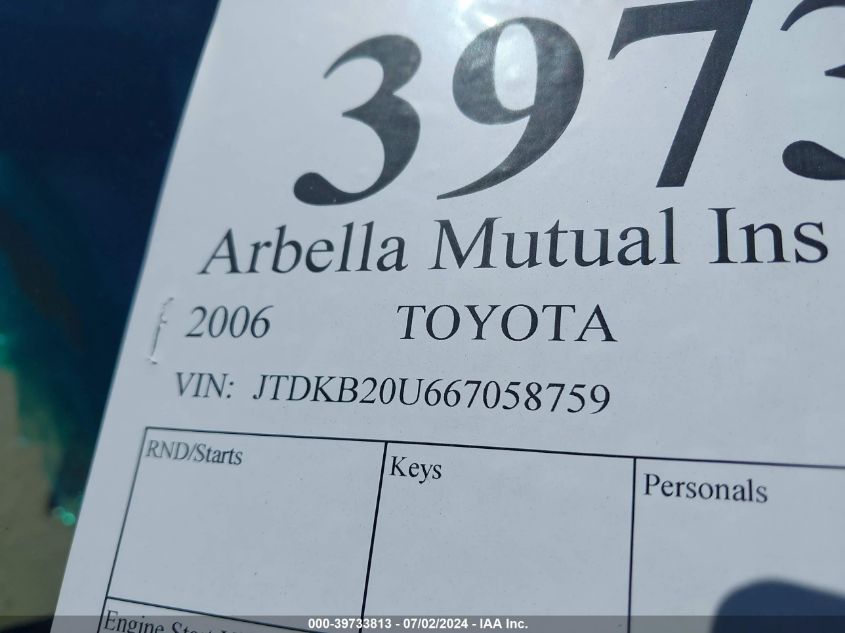 3973
Arbella Mutual Ins
2006 TOYOTA
VIN: JTDKB20U667058759
RND/Starts Keys Personals
Engine
000-39733813 - 07/02/2024 - IAA Inc.